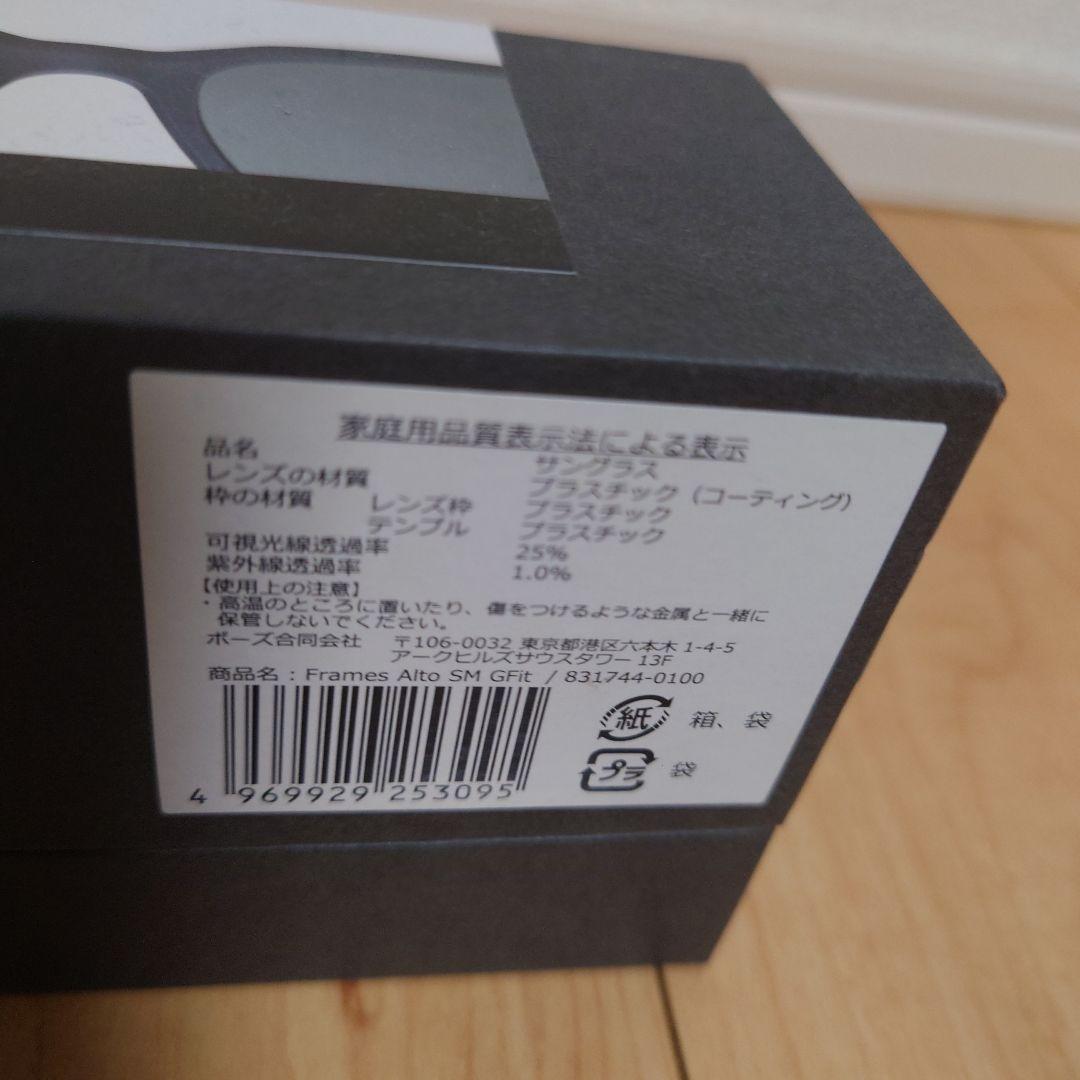 家庭用品質表示法による表示
品名 サングラス
レンズの材質 プラスチック（コーティング）
枠の材質 レンズ枠 プラスチック
テンプル プラスチック
可視光線透過率 25%
紫外線透過率 1.0%
【使用上の注意】
・高温のところに置いたり、傷をつけるような金属と一緒に
保管しないでください。
ボーズ合同会社 〒106-0032 東京都港区六本木 1-4-5
アークヒルズサウスタワー 13F
商品名：Frames Alto SM GFit / 831744-0100
紙 箱、袋
プラ 袋
4 969929 253095